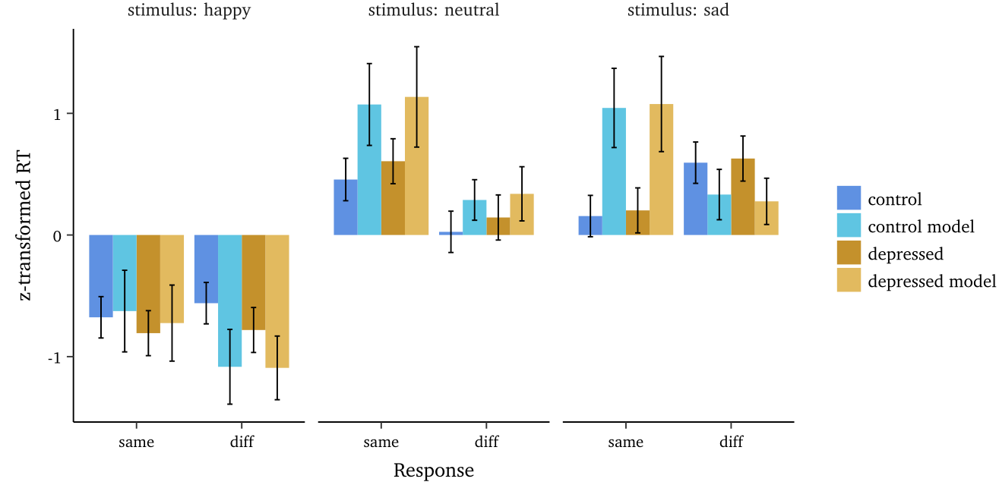 stimulus: happy
stimulus: neutral
stimulus: sad
z-transformed RT
1
0
-1
same
diff
same
diff
same
diff
Response
control
control model
depressed
depressed model